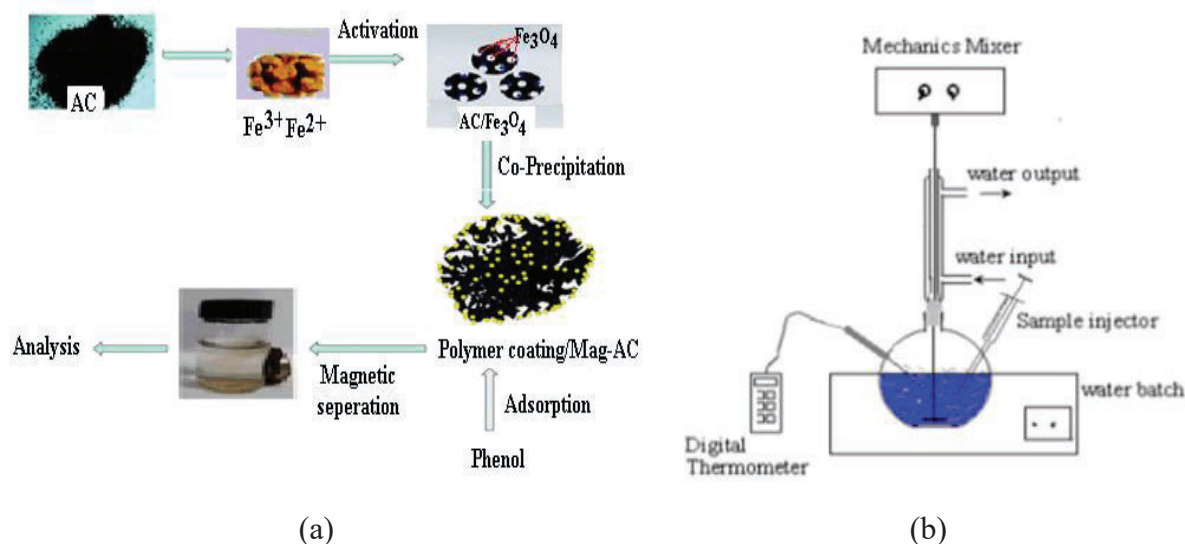 Activation
Fe3O4
AC
Fe3+ Fe2+
AC/Fe3O4
Co-Precipitation
Polymer coating/Mag-AC
Magnetic
seperation
Analysis
Adsorption
Phenol
(a)
Mechanics Mixer
water output
water input
Sample injector
water batch
Digital
Thermometer
(b)